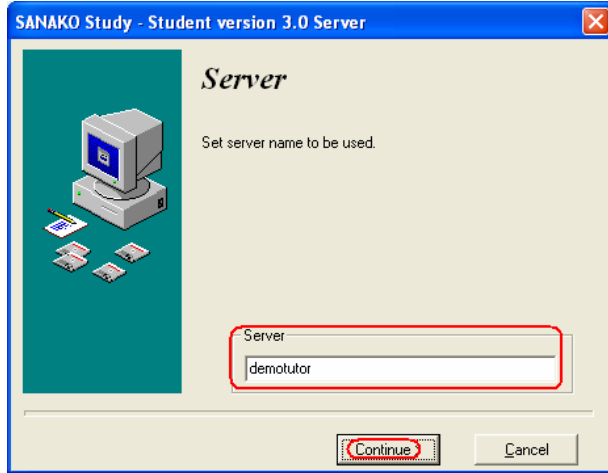 SANAKO Study - Student version 3.0 Server
Server
Set server name to be used.
Server
demotutor
Continue
Cancel